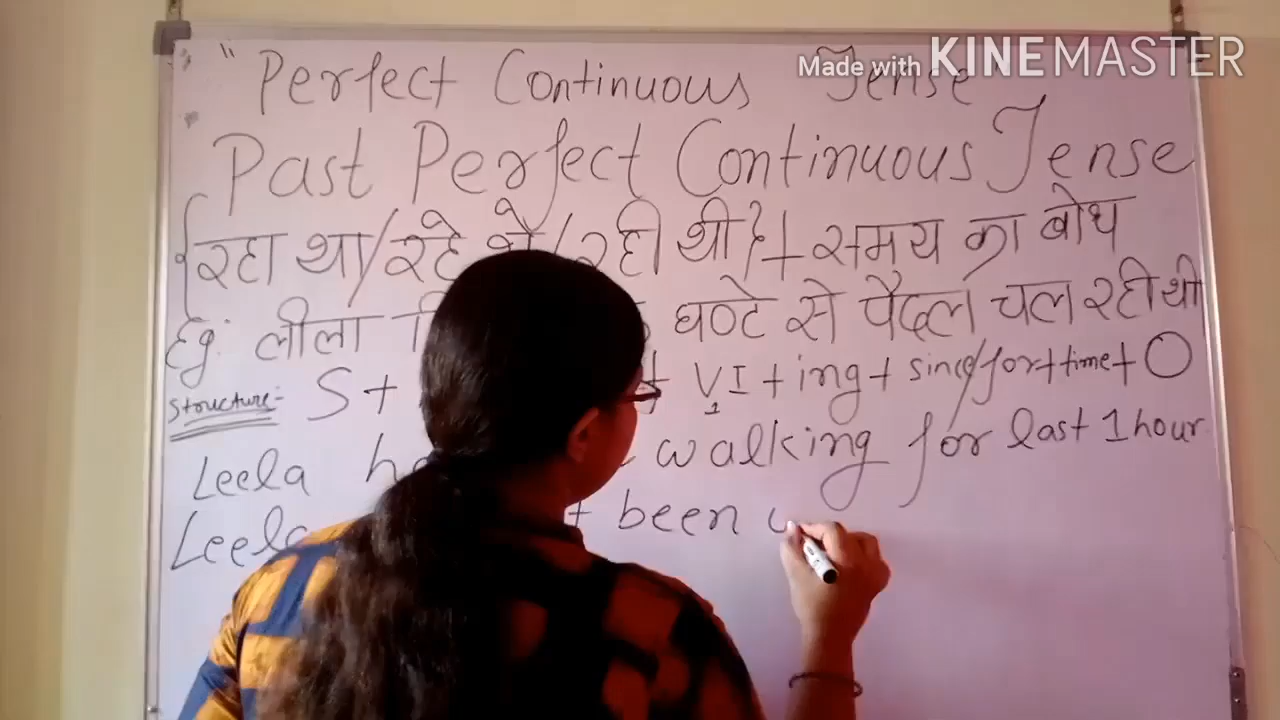 " Perfect Continuous Tense
Made with KINEMASTER
Past Perfect Continuous Tense
{रहा था/रहे थे/रही थी}+समय का बोध
Eg: लीला घण्टे से पैदल चल रही थी
Structure:- S+ + V1 I + ing + since/for+time+ O
Leela walking for last 1 hour
Leela been w